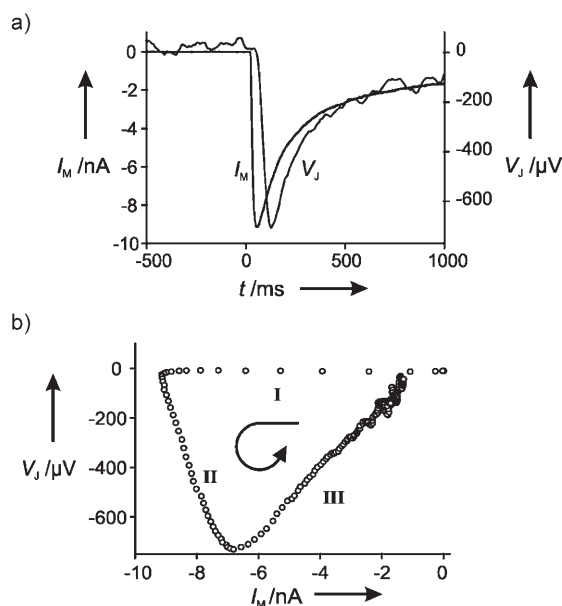 a)
0
-2
-4
-6
-8
-10
I_M /nA
I_M
V_J
0
-200
-400
-600
V_J /µV
-500
0
500
1000
t /ms
b)
0
-200
-400
-600
V_J /µV
I
II
III
-10
-8
-6
-4
-2
0
I_M /nA